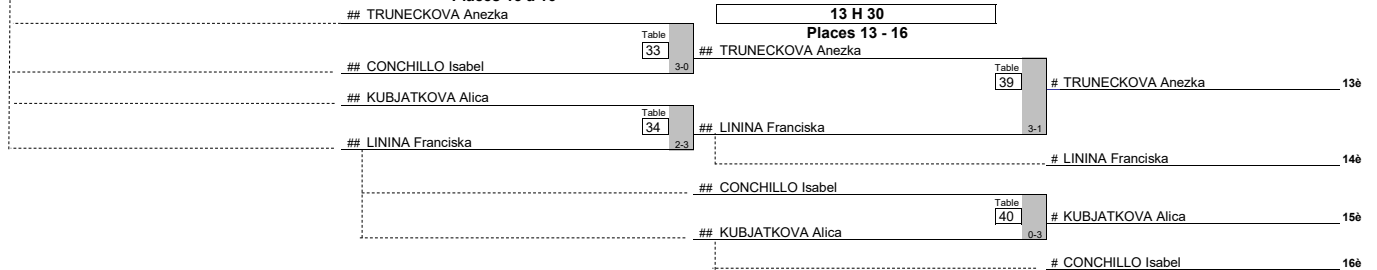 ## TRUNECKOVA Anezka
13 H 30
Places 13 - 16
Table
33
## TRUNECKOVA Anezka
## CONCHILLO Isabel
3-0
Table
39
# TRUNECKOVA Anezka
13è
## KUBJATKOVA Alica
Table
34
## LININA Franciska
3-1
## LININA Franciska
2-3
# LININA Franciska
14è
## CONCHILLO Isabel
Table
40
# KUBJATKOVA Alica
15è
## KUBJATKOVA Alica
0-3
# CONCHILLO Isabel
16è